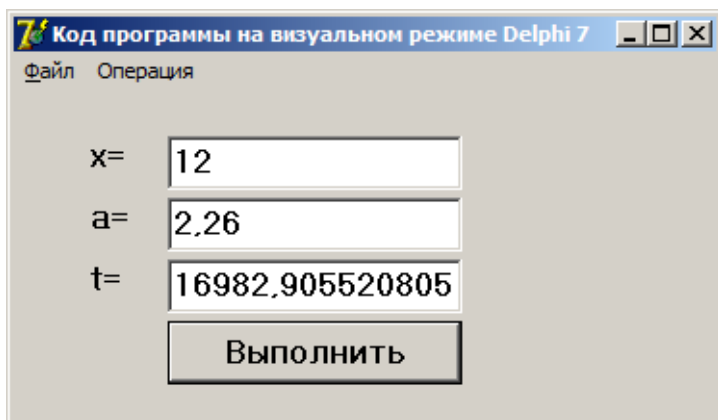 Код программы на визуальном режиме Delphi 7
Файл Операция
x= 12
a= 2,26
t= 16982,905520805
Выполнить